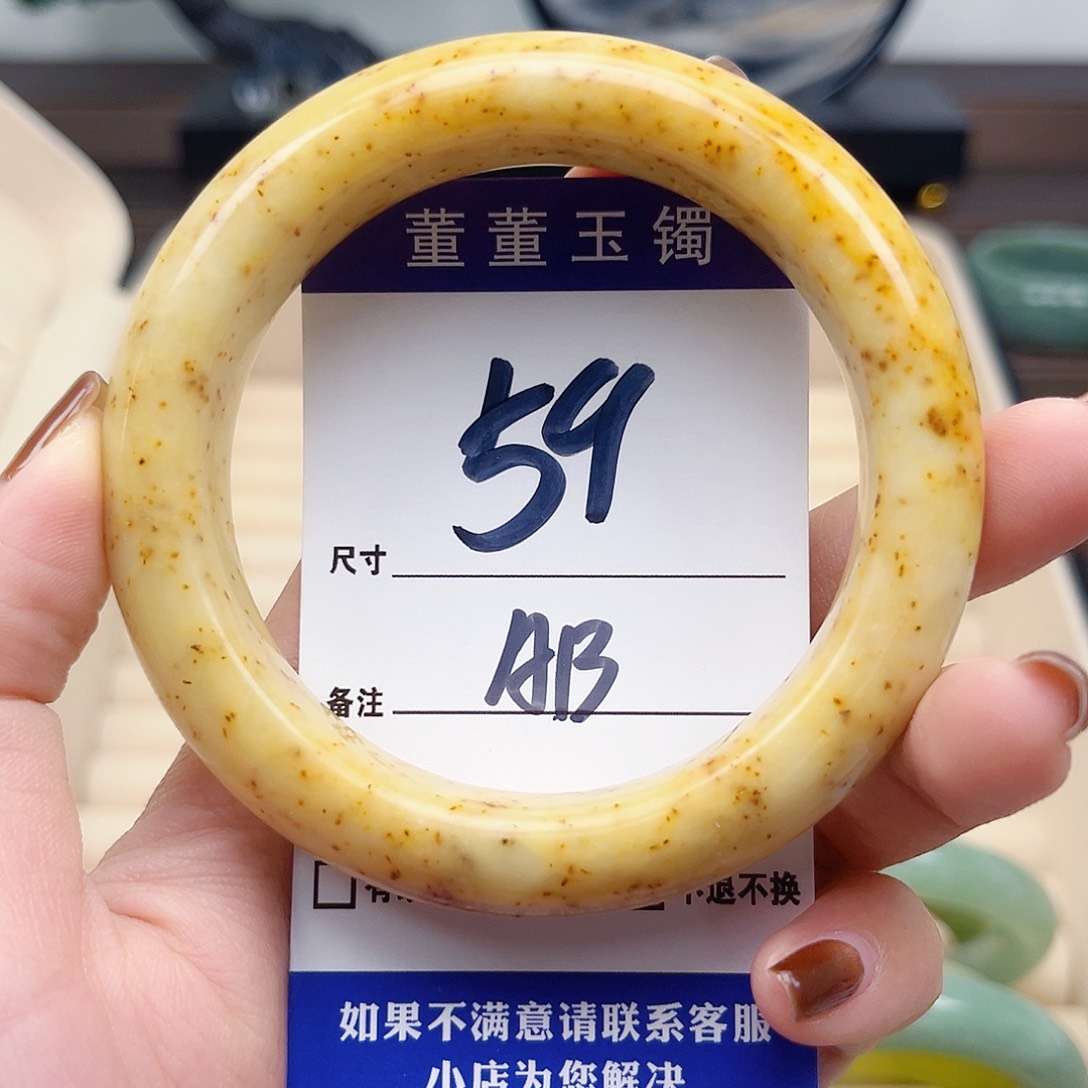 董董玉镯
59
尺寸
AB
备注
退不换
如果不满意请联系客服
小店为您解决